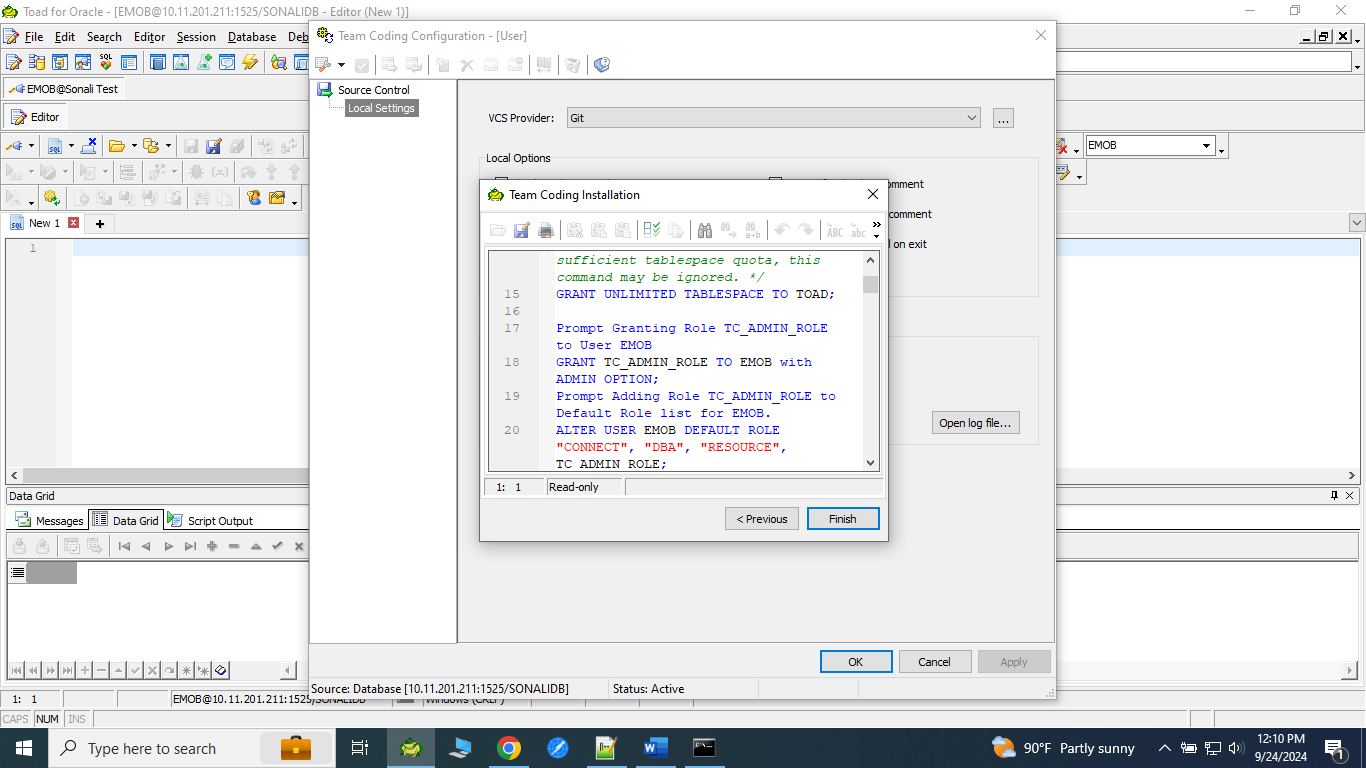 Toad for Oracle - [EMOB@10.11.201.211:1525/SONALIDB - Editor (New 1)]
File Edit Search Editor Session Database Deb
EMOB@Sonali Test
Editor
EMOB
New 1
1
Team Coding Configuration - [User]
Source Control
Local Settings
VCS Provider: Git ...
Local Options
omment
comment
on exit
Open log file...
Team Coding Installation
sufficient tablespace quota, this
command may be ignored. */
15 GRANT UNLIMITED TABLESPACE TO TOAD;
16
17 Prompt Granting Role TC_ADMIN_ROLE
to User EMOB
18 GRANT TC_ADMIN_ROLE TO EMOB with
ADMIN OPTION;
19 Prompt Adding Role TC_ADMIN_ROLE to
Default Role list for EMOB.
20 ALTER USER EMOB DEFAULT ROLE
"CONNECT", "DBA", "RESOURCE",
TC_ADMIN_ROLE;
1: 1 Read-only
< Previous Finish
OK Cancel Apply
Source: Database [10.11.201.211:1525/SONALIDB] Status: Active
Data Grid
Messages Data Grid Script Output
1: 1 EMOB@10.11.201.211:1525/SONALIDB Windows (CRLF)
CAPS NUM INS
Type here to search
90°F Partly sunny
12:10 PM
9/24/2024
1